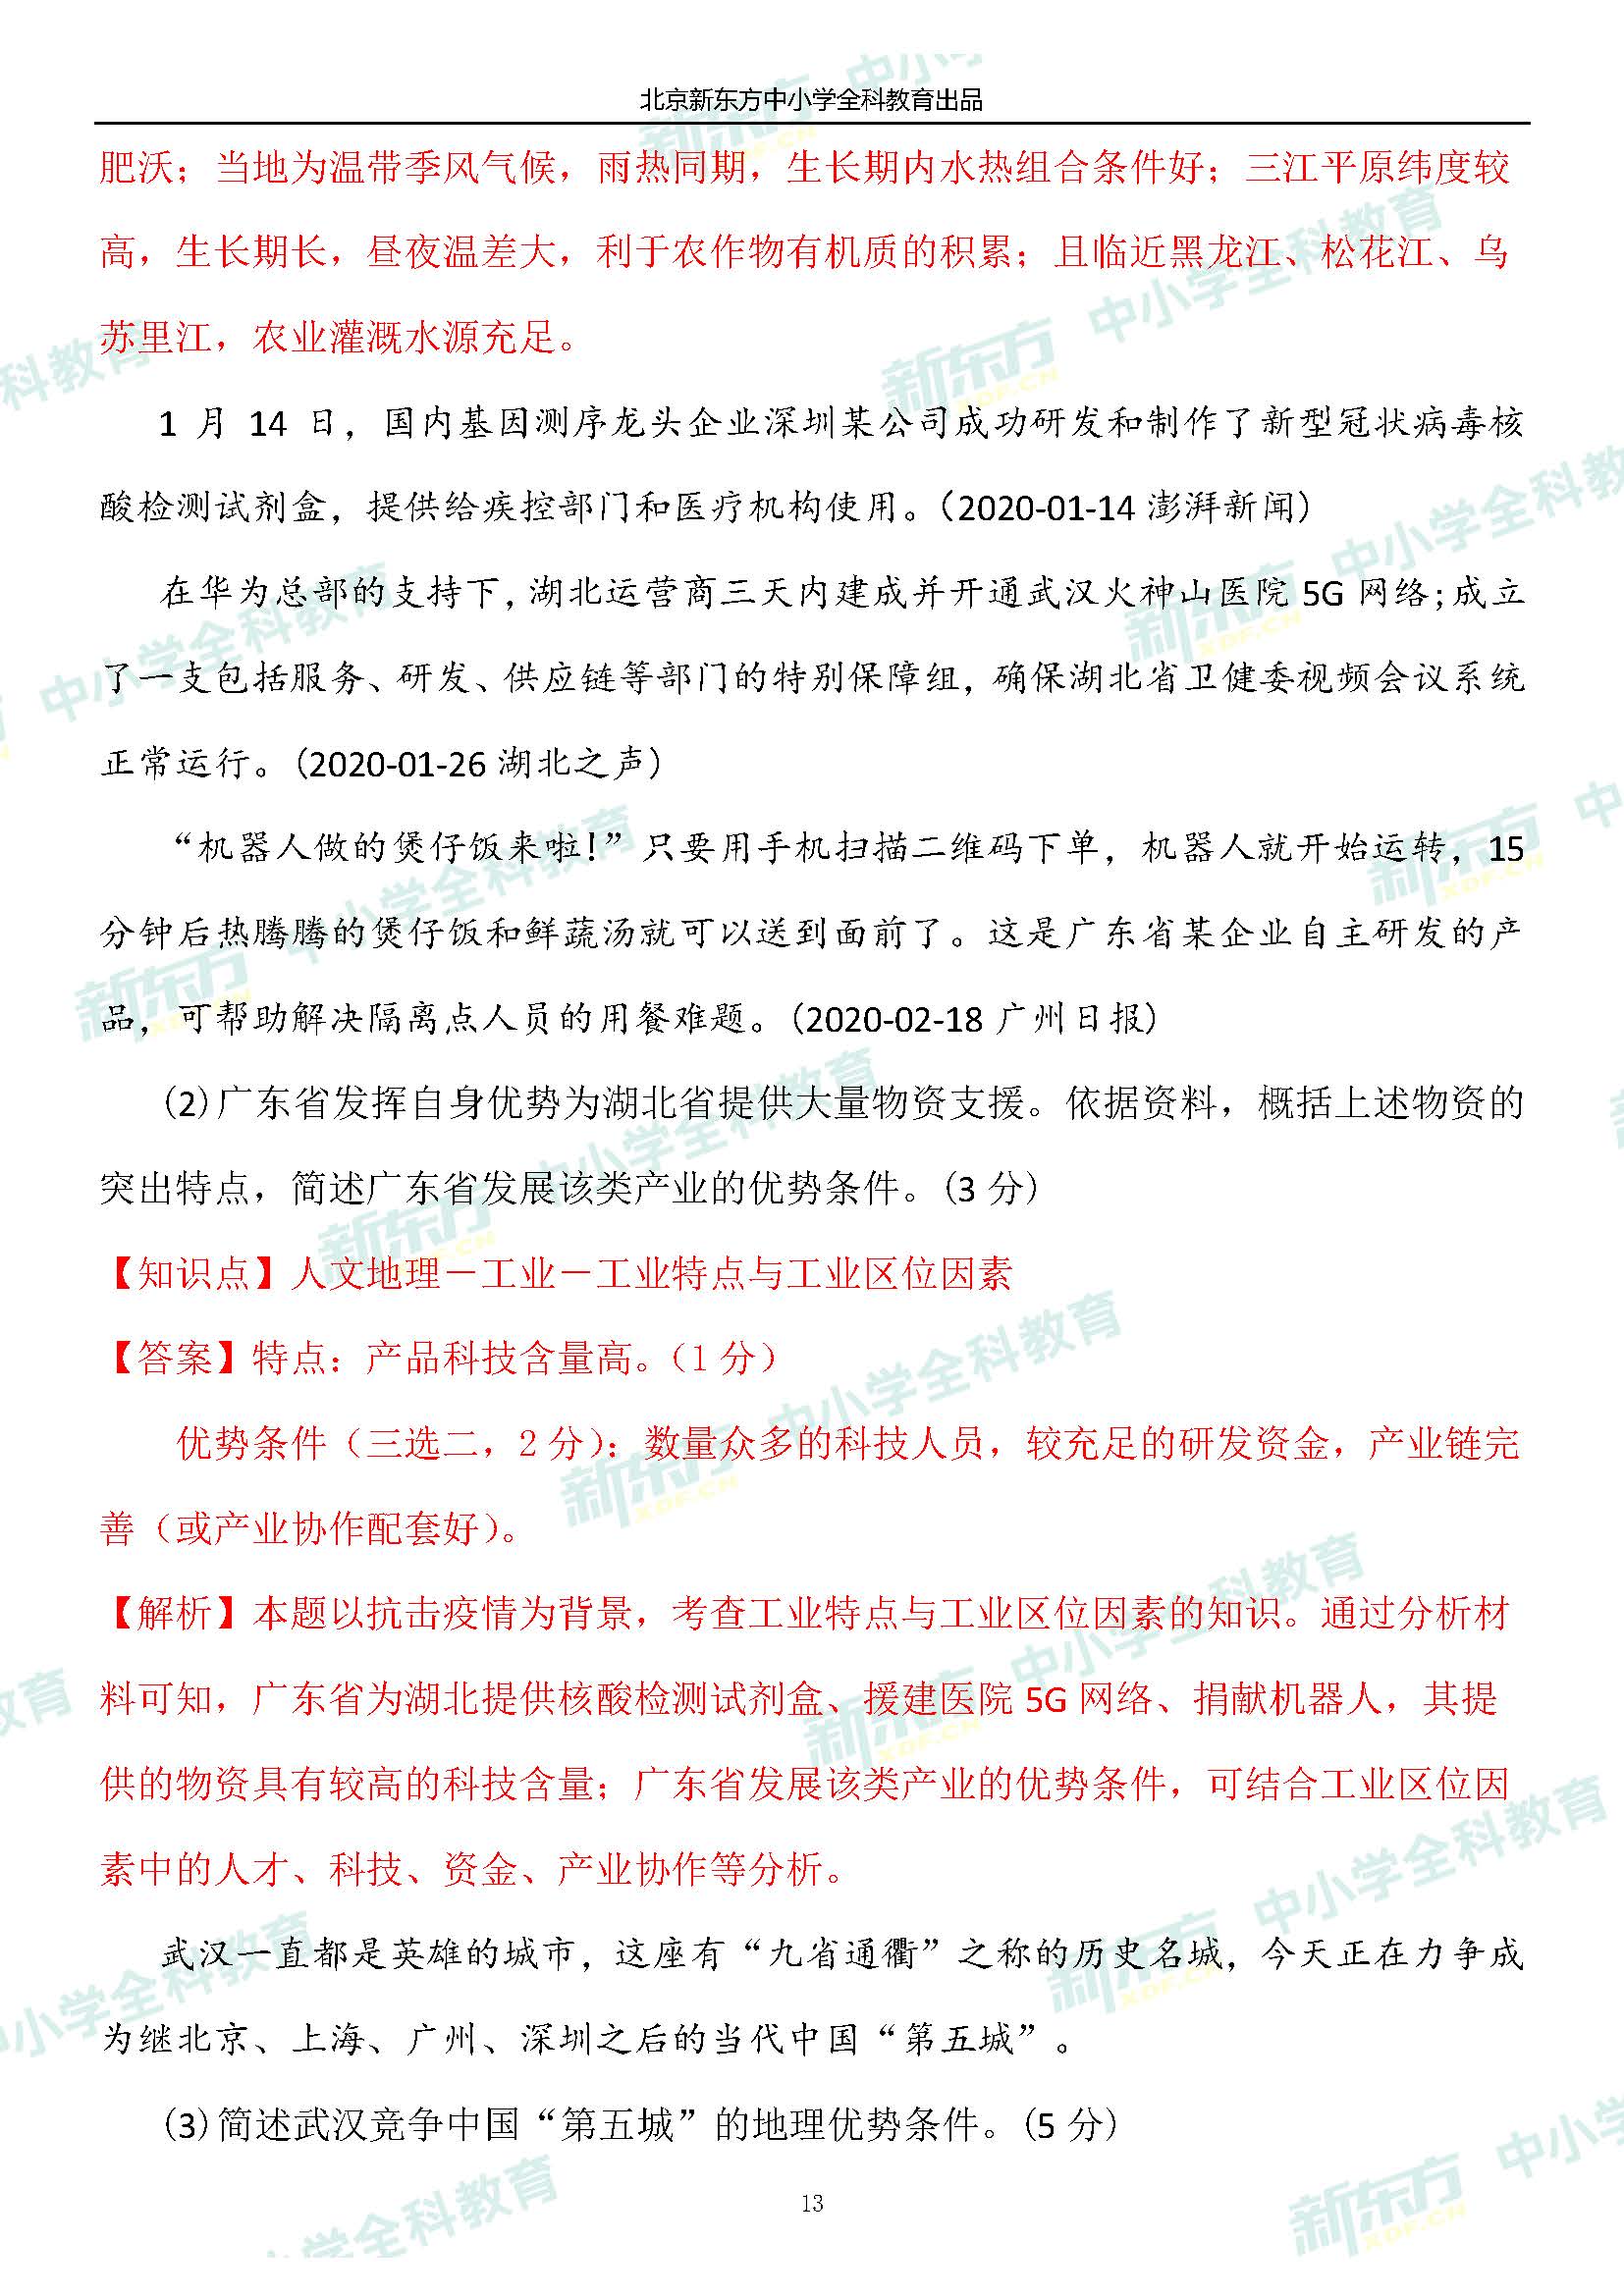 北京新东方中小学全科教育出品
肥沃；当地为温带季风气候，雨热同期，生长期内水热组合条件好；三江平原纬度较
高，生长期长，昼夜温差大，利于农作物有机质的积累；且临近黑龙江、松花江、乌
苏里江，农业灌溉水源充足。
1 月 14 日，国内基因测序龙头企业深圳某公司成功研发和制作了新型冠状病毒核
酸检测试剂盒，提供给疾控部门和医疗机构使用。（2020-01-14 澎湃新闻）
在华为总部的支持下，湖北运营商三天内建成并开通武汉火神山医院 5G 网络；成立
了一支包括服务、研发、供应链等部门的特别保障组，确保湖北省卫健委视频会议系统
正常运行。（2020-01-26 湖北之声）
“机器人做的煲仔饭来啦！”只要用手机扫描二维码下单，机器人就开始运转，15
分钟后热腾腾的煲仔饭和鲜蔬汤就可以送到面前了。这是广东省某企业自主研发的产
品，可帮助解决隔离点人员的用餐难题。（2020-02-18 广州日报）
(2)广东省发挥自身优势为湖北省提供大量物资支援。依据资料，概括上述物资的
突出特点，简述广东省发展该类产业的优势条件。(3 分)
【知识点】人文地理－工业－工业特点与工业区位因素
【答案】特点：产品科技含量高。（1 分）
优势条件（三选二，2 分）：数量众多的科技人员，较充足的研发资金，产业链完
善（或产业协作配套好）。
【解析】本题以抗击疫情为背景，考查工业特点与工业区位因素的知识。通过分析材
料可知，广东省为湖北提供核酸检测试剂盒、援建医院 5G 网络、捐献机器人，其提
供的物资具有较高的科技含量；广东省发展该类产业的优势条件，可结合工业区位因
素中的人才、科技、资金、产业协作等分析。
武汉一直都是英雄的城市，这座有“九省通衢”之称的历史名城，今天正在力争成
为继北京、上海、广州、深圳之后的当代中国“第五城”。
(3)简述武汉竞争中国“第五城”的地理优势条件。(5 分)
13